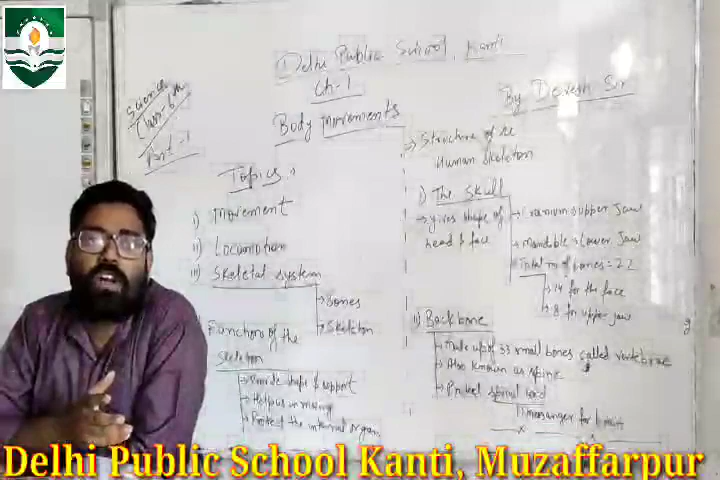 Delhi Public School, Kanti
Ch-1
By Devesh Sir
Science
Class-6th
Part-1
Body Movements
Topics :
i) Movement
ii) Locomotion
iii) Skeletal system
→ Bones
→ Skeleton
Function of the
Skeleton
→ Provide shape & support
→ Helps us in moving
→ Protect the internal organ
→ Structure of
Human Skeleton
i) The Skull
→ gives shape of
head & face
→ Cranium → upper Jaw
→ Mandible → Lower Jaw
→ Total no of bones = 22
→ 14 for the face
→ 8 for upper jaw
ii) Backbone
→ Made up of 33 small bones called vertebrae
→ Also known as spine
→ Protect spinal cord
messanger for
Delhi Public School Kanti, Muzaffarpur